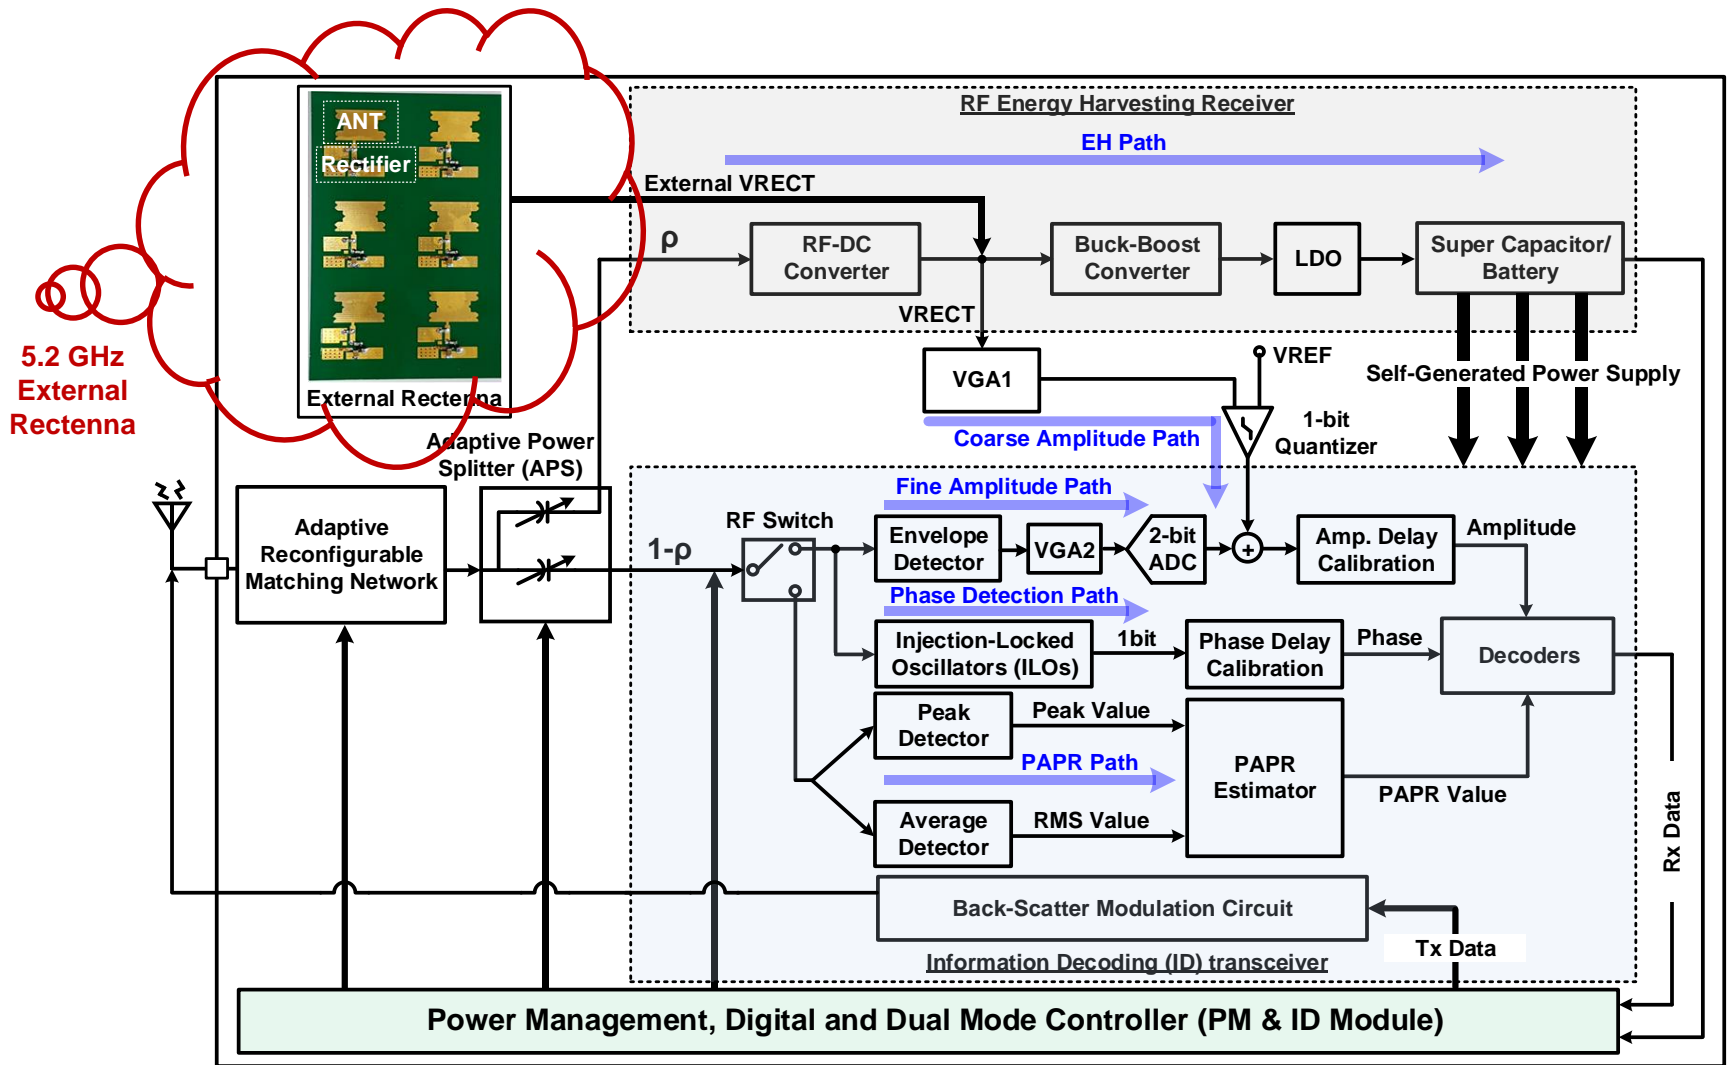 RF Energy Harvesting Receiver
EH Path
ANT
Rectifier
External VRECT
ρ
RF-DC
Converter
Buck-Boost
Converter
LDO
Super Capacitor/
Battery
VRECT
5.2 GHz
External
Rectenna
External Rectenna
VGA1
VREF
Self-Generated Power Supply
1-bit
Quantizer
Coarse Amplitude Path
Adaptive Power
Splitter (APS)
Fine Amplitude Path
Adaptive
Reconfigurable
Matching Network
1-ρ
RF Switch
Envelope
Detector
VGA2
2-bit
ADC
+
Amp. Delay
Calibration
Amplitude
Phase Detection Path
Injection-Locked
Oscillators (ILOs)
1bit
Phase Delay
Calibration
Phase
Decoders
Peak
Detector
Peak Value
PAPR Path
PAPR
Estimator
PAPR Value
Average
Detector
RMS Value
Rx Data
Back-Scatter Modulation Circuit
Tx Data
Information Decoding (ID) transceiver
Power Management, Digital and Dual Mode Controller (PM & ID Module)